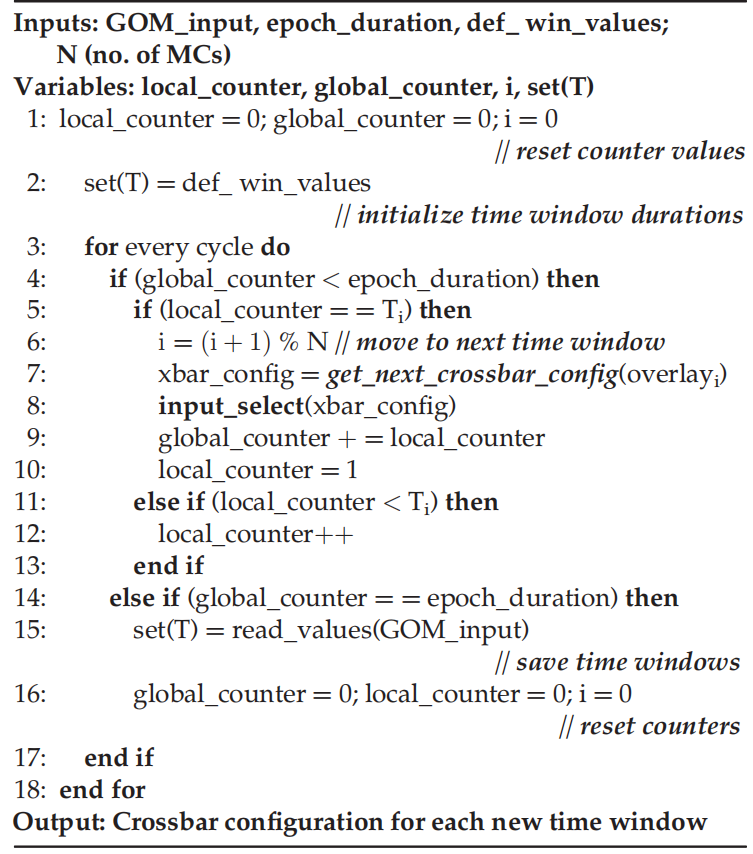 Inputs: GOM_input, epoch_duration, def_ win_values;
N (no. of MCs)
Variables: local_counter, global_counter, i, set(T)
1: local_counter = 0; global_counter = 0; i = 0
// reset counter values
2: set(T) = def_ win_values
// initialize time window durations
3: for every cycle do
4: if (global_counter < epoch_duration) then
5: if (local_counter = = Tᵢ) then
6: i = (i + 1) % N // move to next time window
7: xbar_config = get_next_crossbar_config(overlayᵢ)
8: input_select(xbar_config)
9: global_counter + = local_counter
10: local_counter = 1
11: else if (local_counter < Tᵢ) then
12: local_counter++
13: end if
14: else if (global_counter = = epoch_duration) then
15: set(T) = read_values(GOM_input)
// save time windows
16: global_counter = 0; local_counter = 0; i = 0
// reset counters
17: end if
18: end for
Output: Crossbar configuration for each new time window